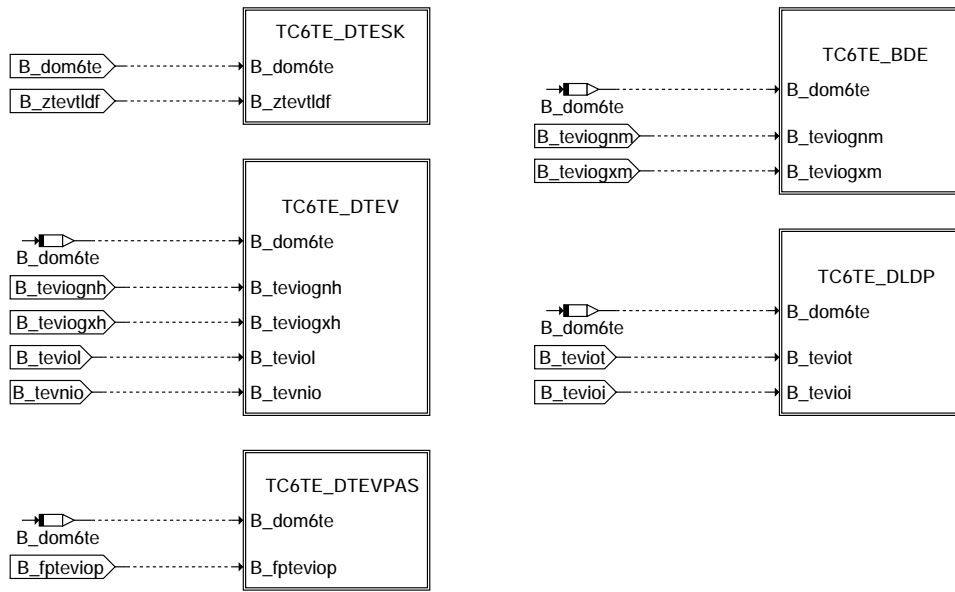 TC6TE_DTESK
B_dom6te
B_dom6te
B_ztevtldf
B_ztevtldf
TC6TE_DTEV
B_dom6te
B_dom6te
B_teviognh
B_teviognh
B_teviogxh
B_teviogxh
B_teviol
B_teviol
B_tevnio
B_tevnio
TC6TE_DTEVPAS
B_dom6te
B_dom6te
B_fpteviop
B_fpteviop
TC6TE_BDE
B_dom6te
B_dom6te
B_teviognm
B_teviognm
B_teviogxm
B_teviogxm
TC6TE_DLDP
B_dom6te
B_dom6te
B_teviot
B_teviot
B_tevioi
B_tevioi